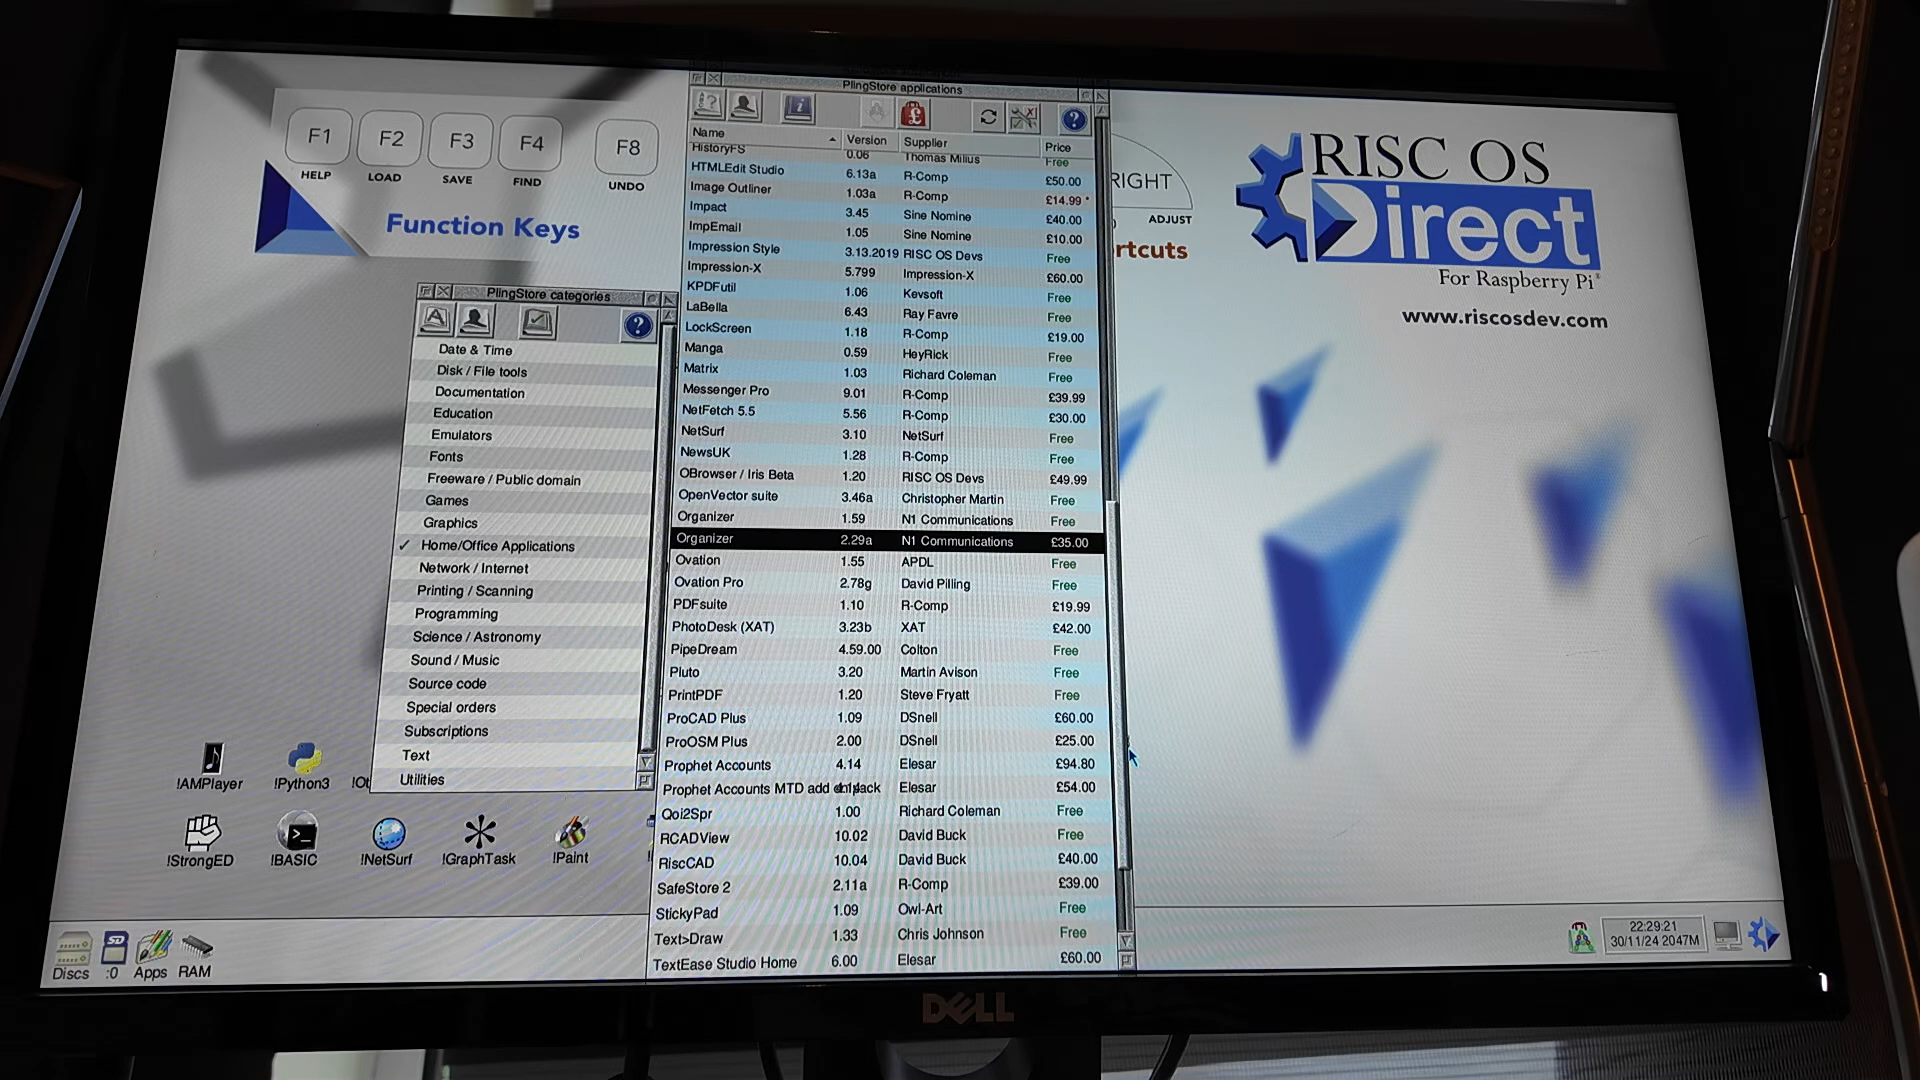 F1
F2
F3
F4
F8
HELP
LOAD
SAVE
FIND
UNDO
Function Keys
PlingStore categories
Date & Time
Disk / File tools
Documentation
Education
Emulators
Fonts
Freeware / Public domain
Games
Graphics
✓ Home/Office Applications
Network / Internet
Printing / Scanning
Programming
Science / Astronomy
Sound / Music
Source code
Special orders
Subscriptions
Text
Utilities
PlingStore applications
Name Version Supplier Price
HistoryFS 0.06 Thomas Milius Free
HTMLEdit Studio 6.13a R-Comp £50.00
Image Outliner 1.03a R-Comp £14.99 *
Impact 3.45 Sine Nomine £40.00
ImpEmail 1.05 Sine Nomine £10.00
Impression Style 3.13.2019 RISC OS Devs Free
Impression-X 5.799 Impression-X £60.00
KPDFutil 1.06 Kevsoft Free
LaBella 6.43 Ray Favre Free
LockScreen 1.18 R-Comp £19.00
Manga 0.59 HeyRick Free
Matrix 1.03 Richard Coleman Free
Messenger Pro 9.01 R-Comp £39.99
NetFetch 5.5 5.56 R-Comp £30.00
NetSurf 3.10 NetSurf Free
NewsUK 1.28 R-Comp Free
OBrowser / Iris Beta 1.20 RISC OS Devs £49.99
OpenVector suite 3.46a Christopher Martin Free
Organizer 1.59 N1 Communications Free
Organizer 2.29a N1 Communications £35.00
Ovation 1.55 APDL Free
Ovation Pro 2.78g David Pilling Free
PDFsuite 1.10 R-Comp £19.99
PhotoDesk (XAT) 3.23b XAT £42.00
PipeDream 4.59.00 Colton Free
Pluto 3.20 Martin Avison Free
PrintPDF 1.20 Steve Fryatt Free
ProCAD Plus 1.09 DSnell £60.00
ProOSM Plus 2.00 DSnell £25.00
Prophet Accounts 4.14 Elesar £94.80
Prophet Accounts MTD add on pack Elesar £54.00
Qoi2Spr 1.00 Richard Coleman Free
RCADView 10.02 David Buck Free
RiscCAD 10.04 David Buck £40.00
SafeStore 2 2.11a R-Comp £39.00
StickyPad 1.09 Owl-Art Free
Text>Draw 1.33 Chris Johnson Free
TextEase Studio Home 6.00 Elesar £60.00
RIGHT
ADJUST
rtcuts
RISC OS
Direct
For Raspberry Pi®
www.riscosdev.com
!AMPlayer
!Python3
!Ot
!StrongED
!BASIC
!NetSurf
!GraphTask
!Paint
Discs
SD
:0
Apps
RAM
22:29:21
30/11/24 2047M
DELL